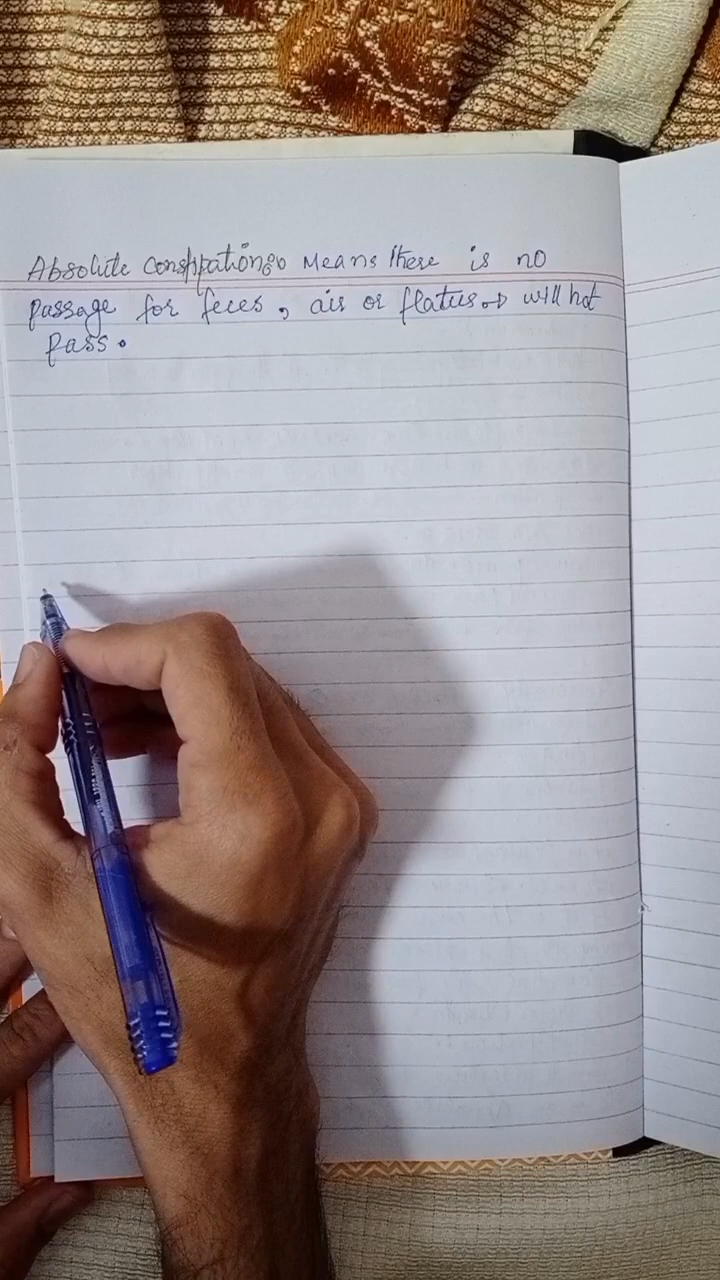 Absolute Constipation:o Means there is no
passage for feces, air or flatus → will not
pass.